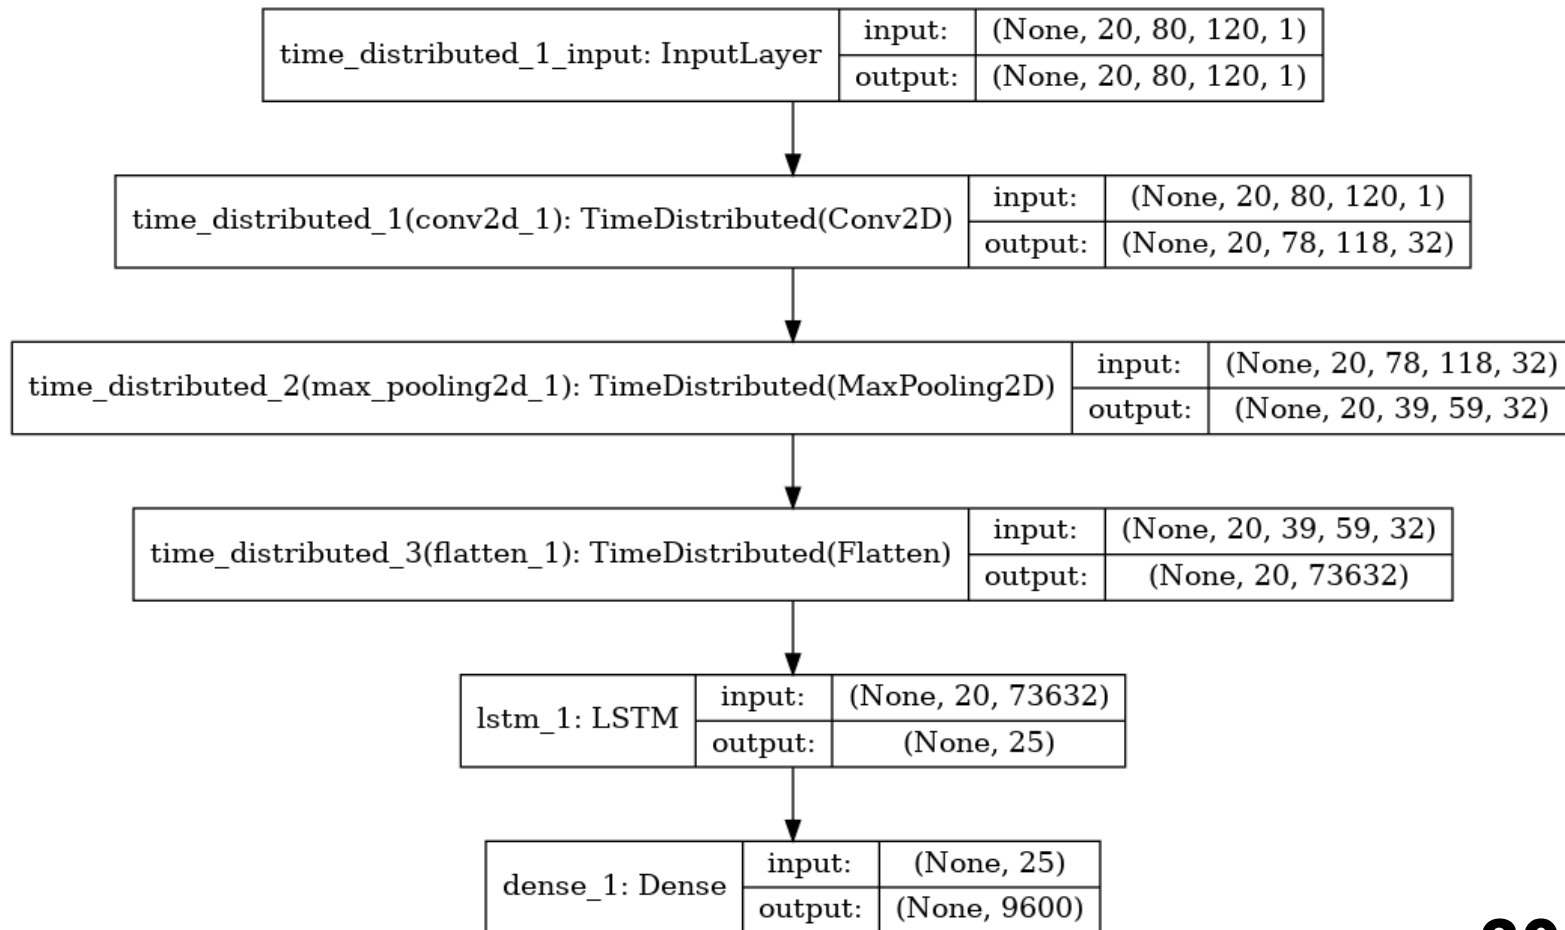 time_distributed_1_input: InputLayer
input: (None, 20, 80, 120, 1)
output: (None, 20, 80, 120, 1)
time_distributed_1(conv2d_1): TimeDistributed(Conv2D)
input: (None, 20, 80, 120, 1)
output: (None, 20, 78, 118, 32)
time_distributed_2(max_pooling2d_1): TimeDistributed(MaxPooling2D)
input: (None, 20, 78, 118, 32)
output: (None, 20, 39, 59, 32)
time_distributed_3(flatten_1): TimeDistributed(Flatten)
input: (None, 20, 39, 59, 32)
output: (None, 20, 73632)
lstm_1: LSTM
input: (None, 20, 73632)
output: (None, 25)
dense_1: Dense
input: (None, 25)
output: (None, 9600)